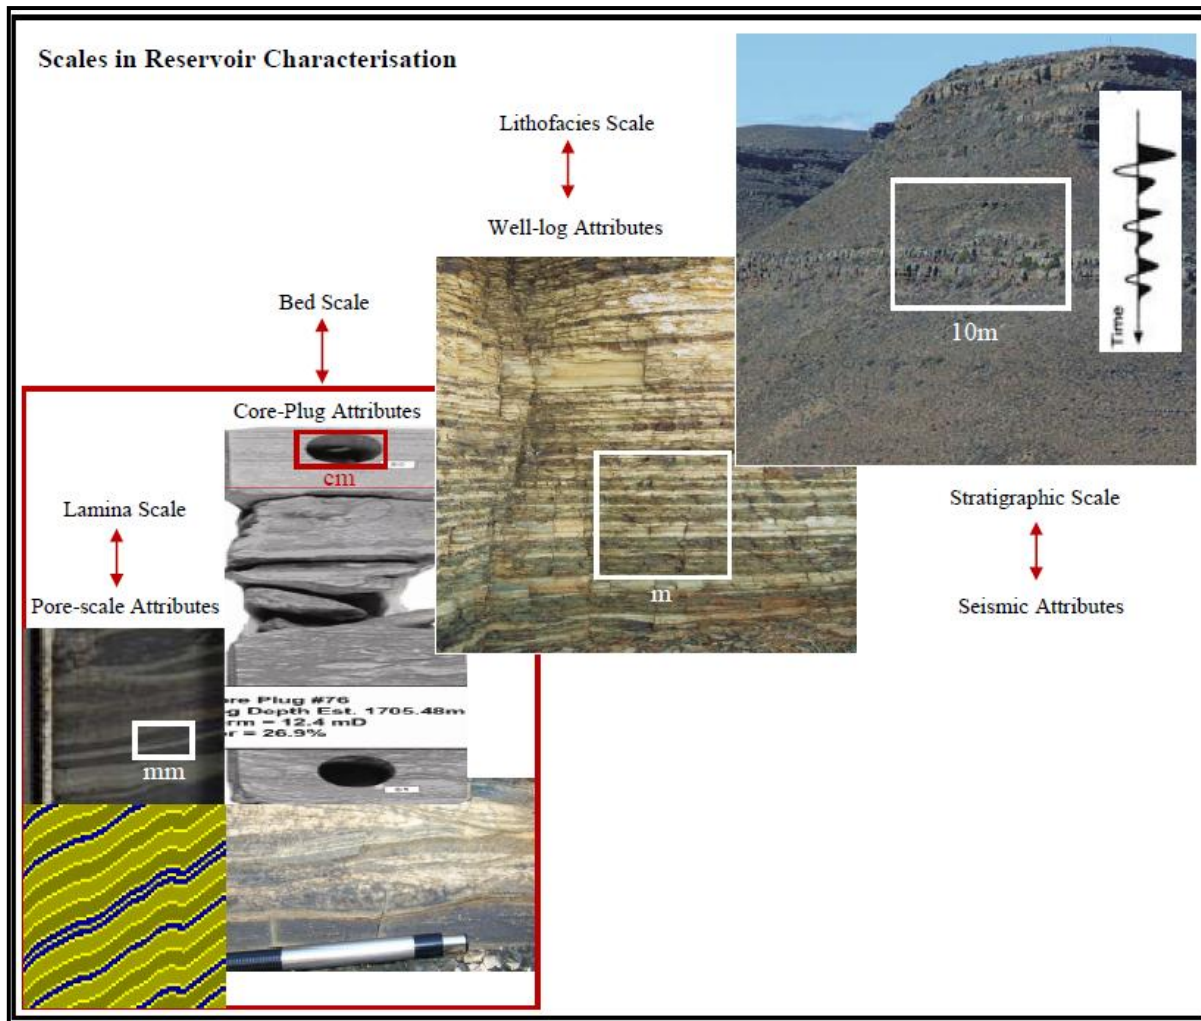 Scales in Reservoir Characterisation
Lithofacies Scale
Well-log Attributes
10m
Time
Bed Scale
Core-Plug Attributes
cm
Lamina Scale
Pore-scale Attributes
mm
m
Stratigraphic Scale
Seismic Attributes
ore Plug #76
g Depth Est. 1705.48m
rm = 12.4 mD
r = 26.9%